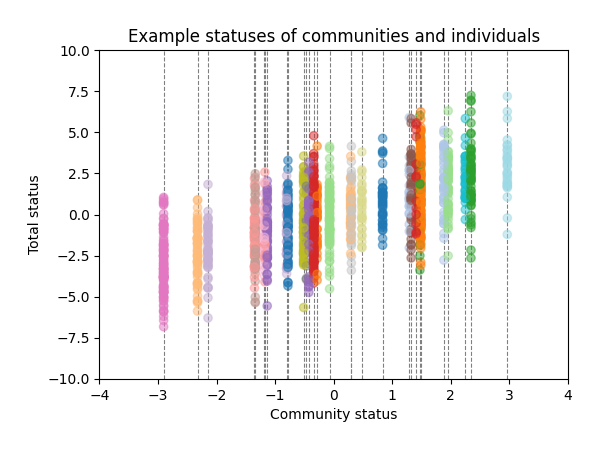 Example statuses of communities and individuals
10.0
7.5
5.0
2.5
0.0
−2.5
−5.0
−7.5
−10.0
Total status
−4 −3 −2 −1 0 1 2 3 4
Community status